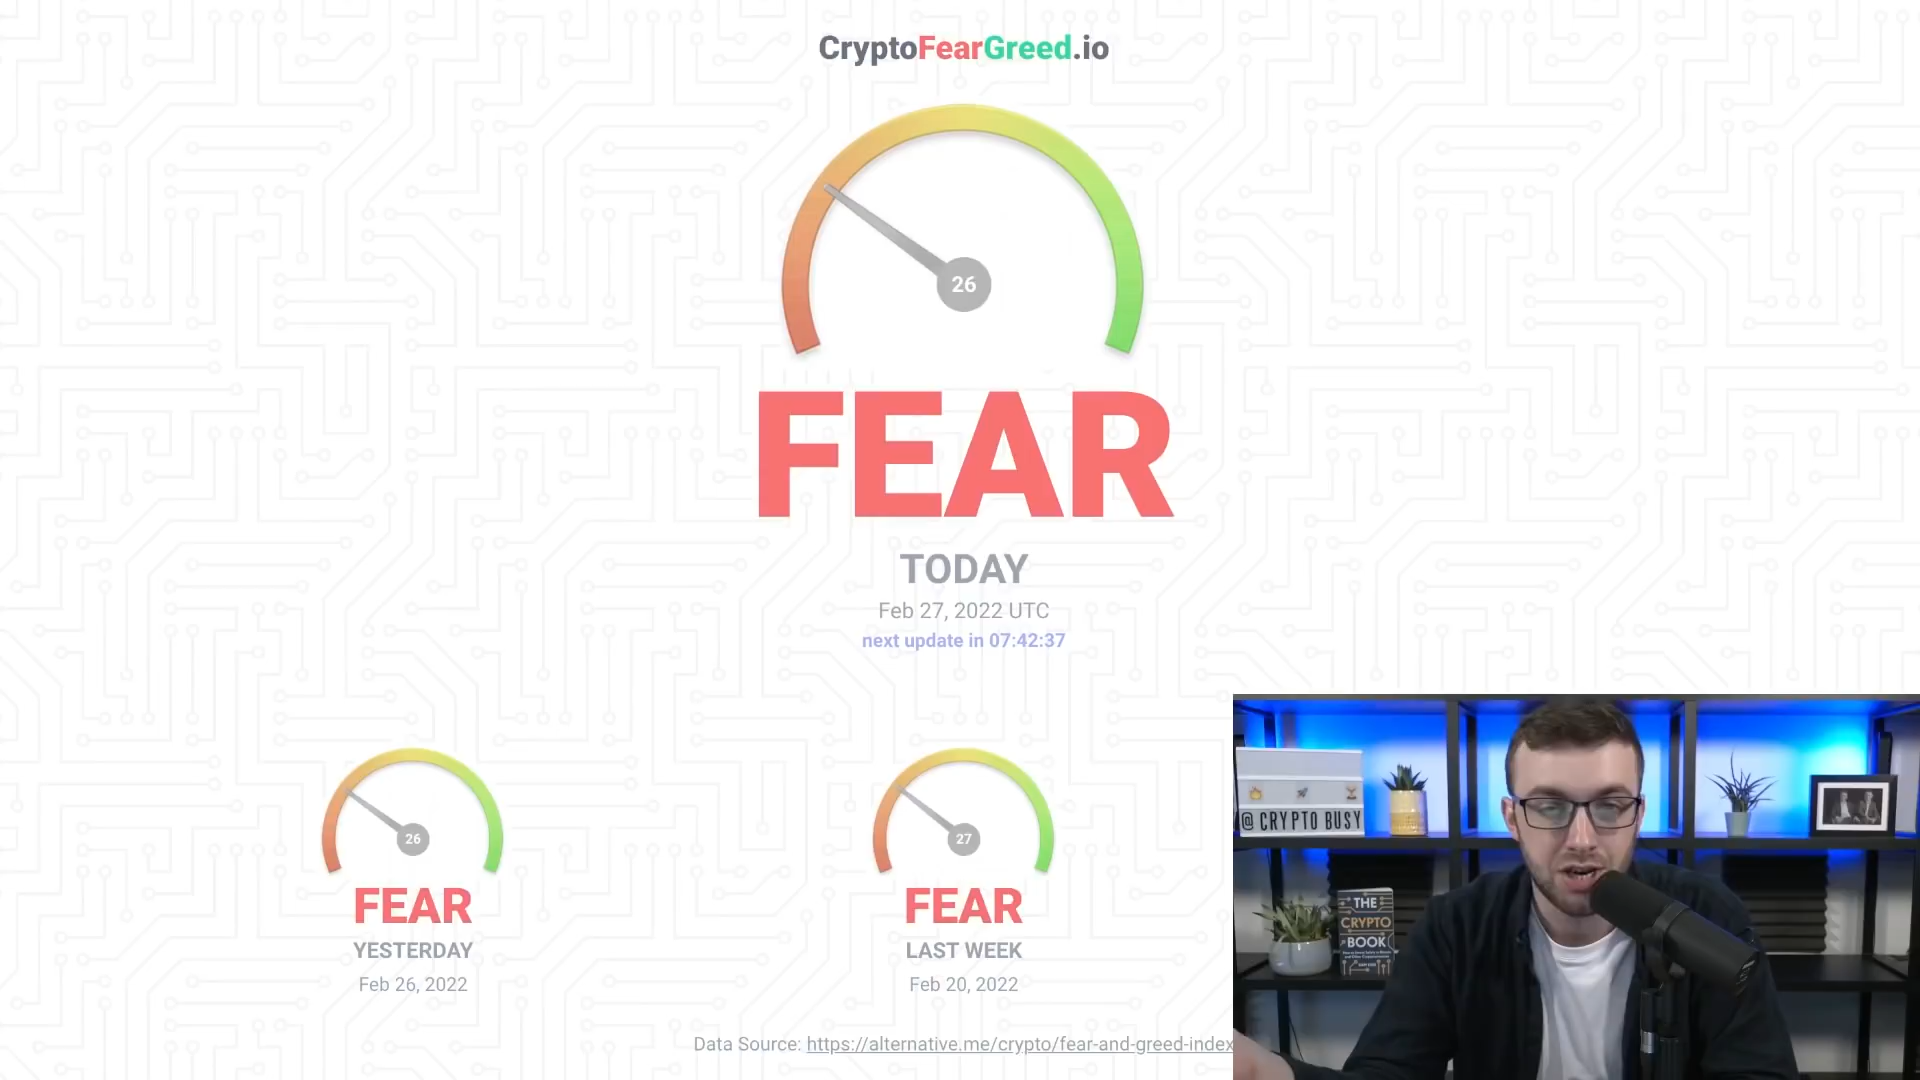 CryptoFearGreed.io
26
FEAR
TODAY
Feb 27, 2022 UTC
next update in 07:42:37
26
FEAR
YESTERDAY
Feb 26, 2022
27
FEAR
LAST WEEK
Feb 20, 2022
Data Source: https://alternative.me/crypto/fear-and-greed-index
@ CRYPTO BUSY
THE
CRYPTO
BOOK